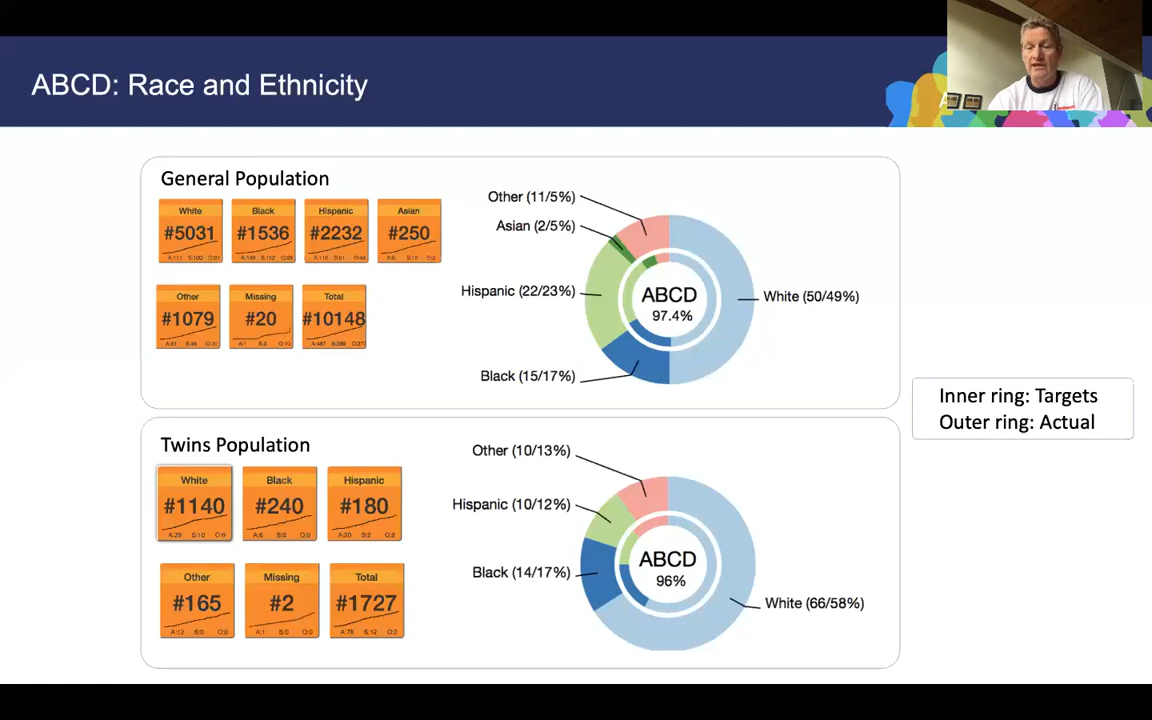 ABCD: Race and Ethnicity
General Population
White Black Hispanic Asian
#5031 #1536 #2232 #250
Other Missing Total
#1079 #20 #10148
Other (11/5%)
Asian (2/5%)
Hispanic (22/23%)
Black (15/17%)
White (50/49%)
ABCD
97.4%
Inner ring: Targets
Outer ring: Actual
Twins Population
White Black Hispanic
#1140 #240 #180
Other Missing Total
#165 #2 #1727
Other (10/13%)
Hispanic (10/12%)
Black (14/17%)
White (66/58%)
ABCD
96%